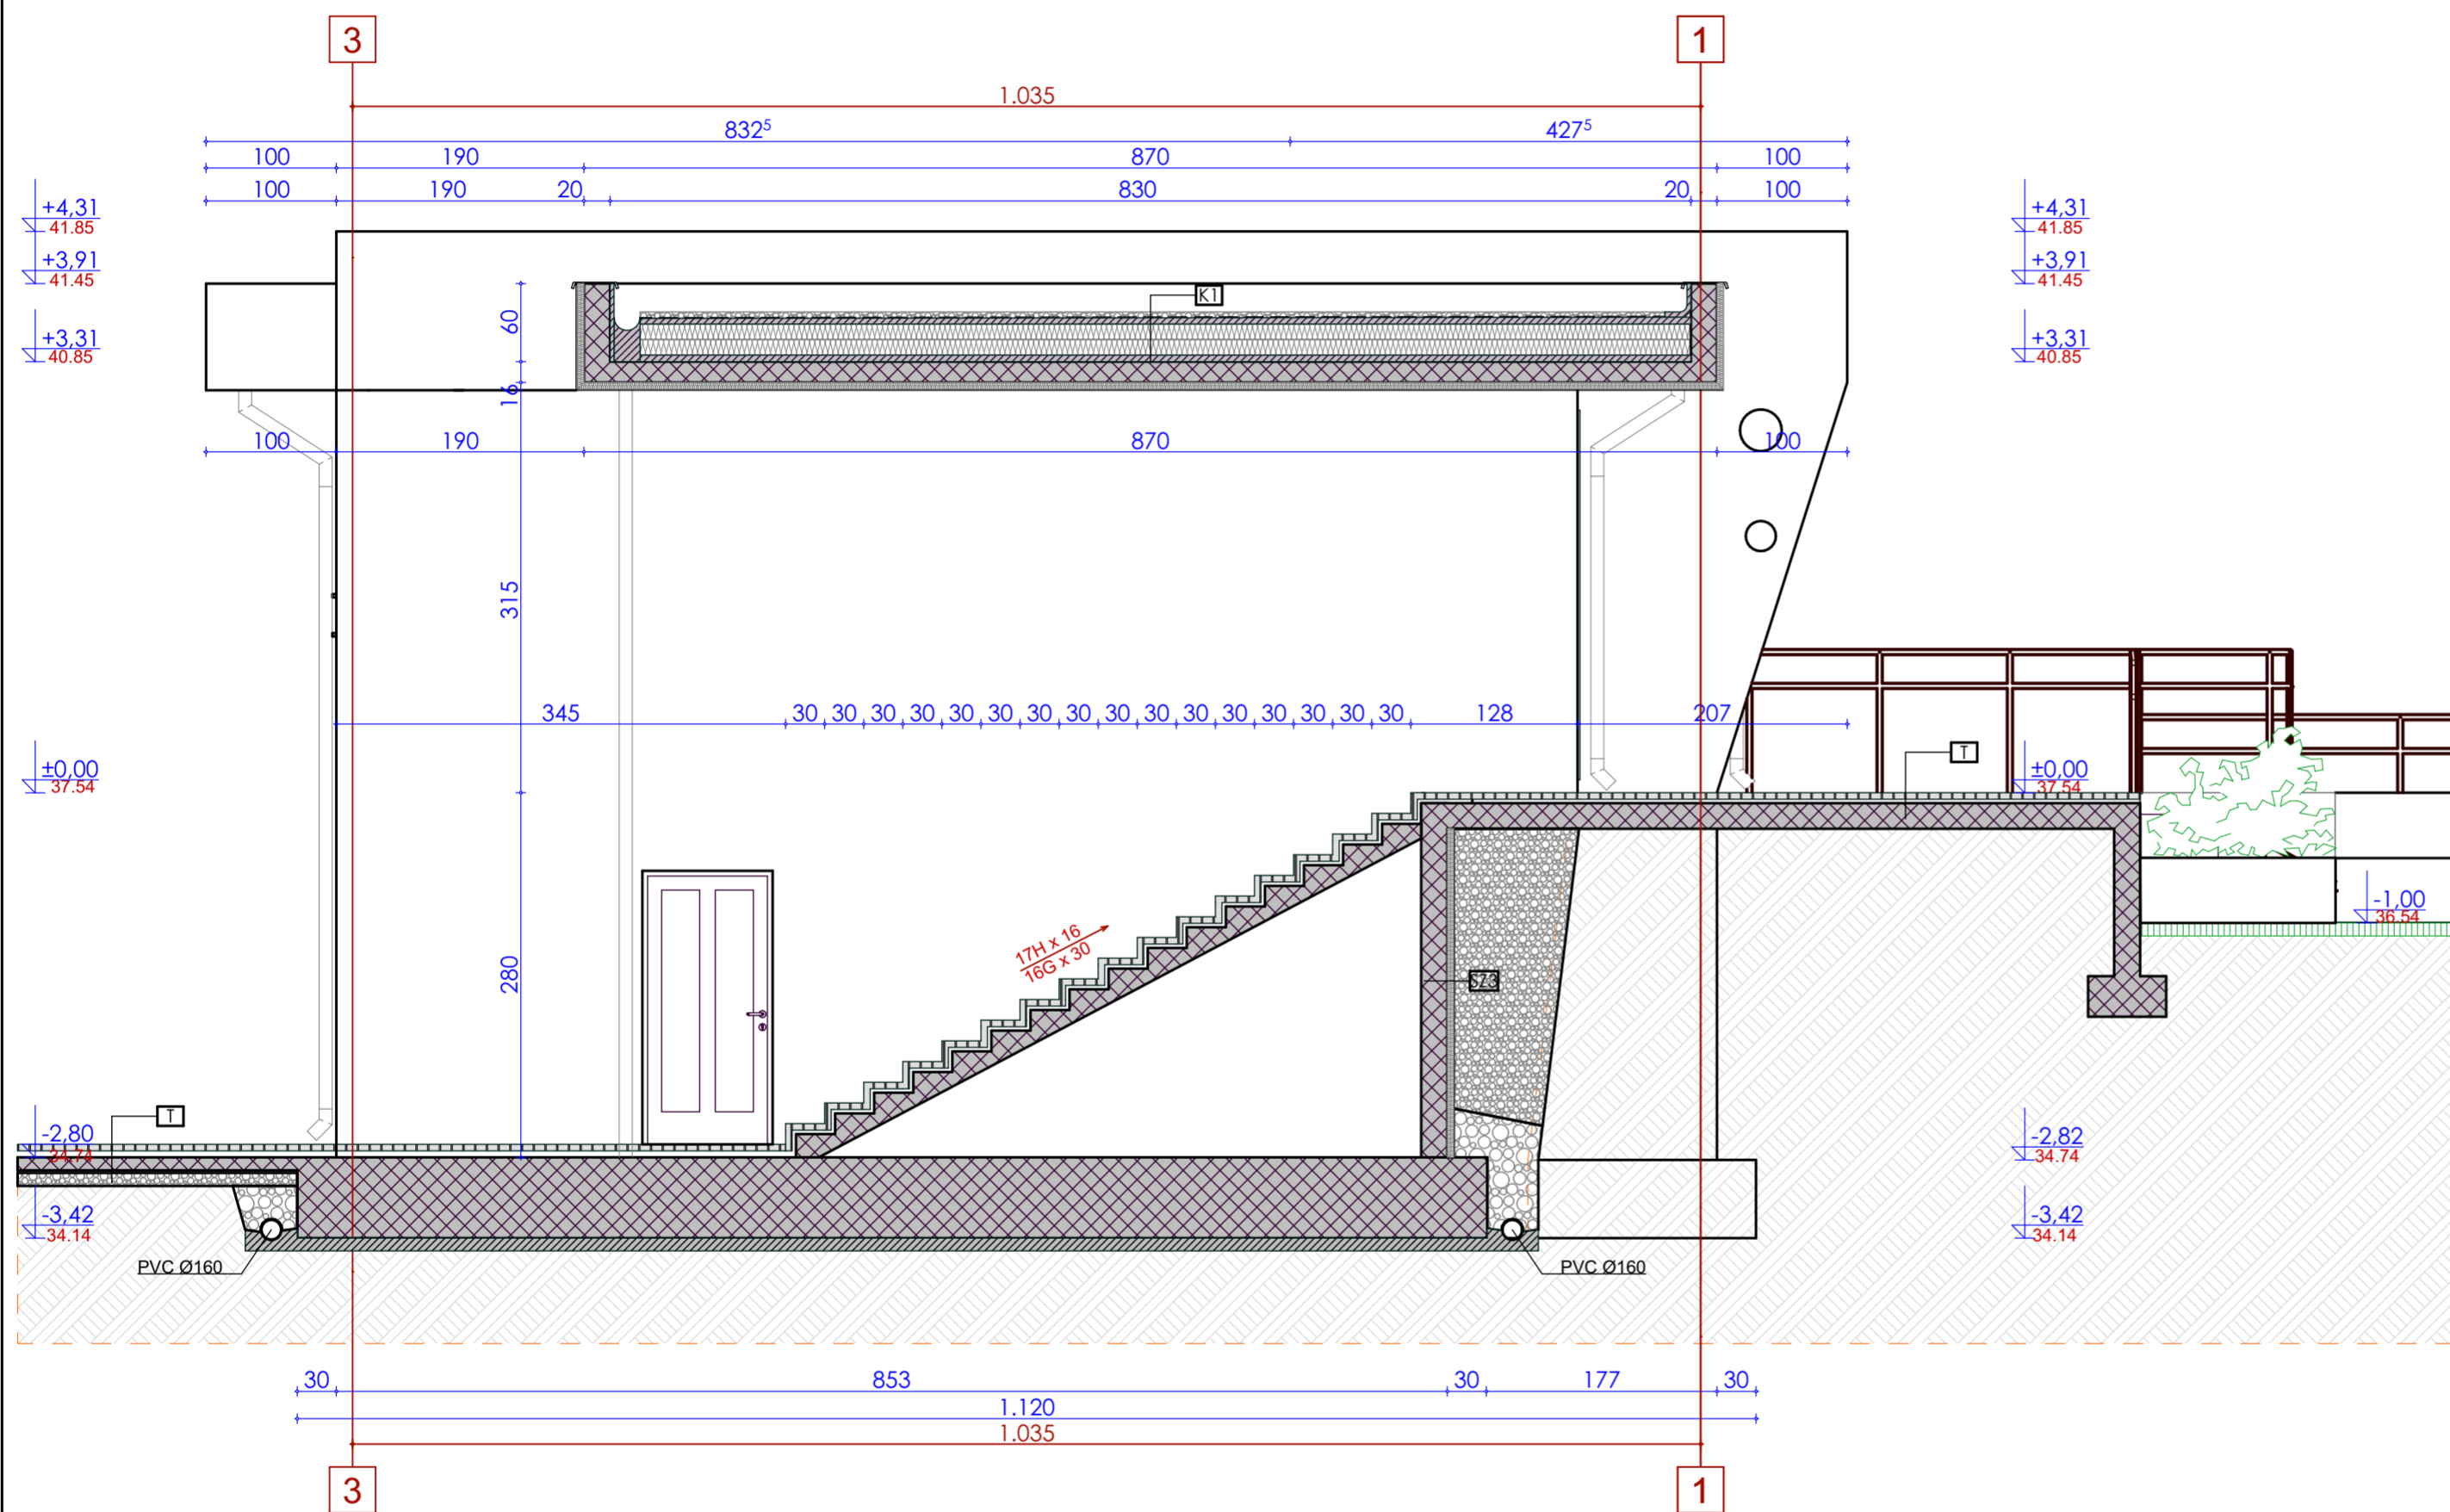 3
1
1.035
832⁵ 427⁵
100 190 870 100
100 190 20 830 20 100
+4,31
41.85
+3,91
41.45
+3,31
40.85
+4,31
41.85
+3,91
41.45
+3,31
40.85
K1
60
16
100 190 870 100
315
345 30 30 30 30 30 30 30 30 30 30 30 30 30 30 30 30 128 207
±0,00
37.54
T
±0,00
37.54
-1,00
36.54
17H x 16
16G x 30
280
SZ3
T
-2,80
34.74
-2,82
34.74
-3,42
34.14
-3,42
34.14
PVC Ø160
PVC Ø160
30 853 30 177 30
1.120
1.035
3
1